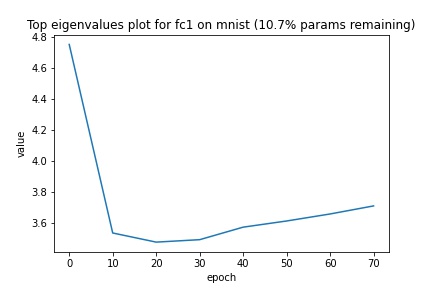 Top eigenvalues plot for fc1 on mnist (10.7% params remaining)
4.8
4.6
4.4
4.2
4.0
3.8
3.6
value
0 10 20 30 40 50 60 70
epoch